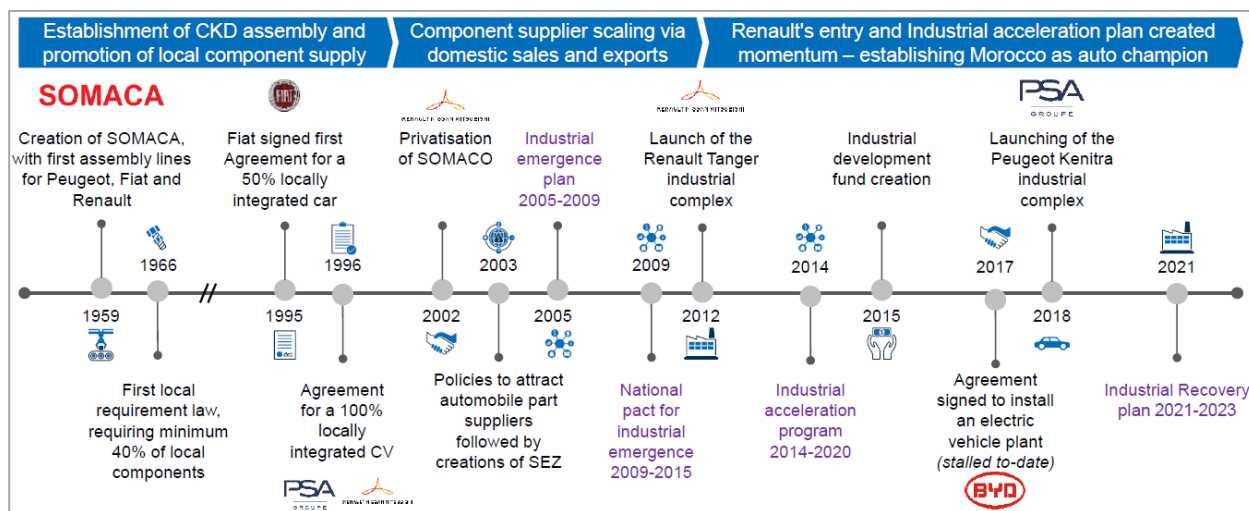 Establishment of CKD assembly and
promotion of local component supply
Component supplier scaling via
domestic sales and exports
Renault's entry and Industrial acceleration plan created
momentum – establishing Morocco as auto champion
SOMACA
Creation of SOMACA,
with first assembly lines
for Peugeot, Fiat and
Renault
FIAT
Fiat signed first
Agreement for a
50% locally
integrated car
Privatisation
of SOMACO
Industrial
emergence
plan
2005-2009
Launch of the
Renault Tanger
industrial
complex
Industrial
development
fund creation
PSA
GROUPE
Launching of the
Peugeot Kenitra
industrial
complex
1966
1996
2003
2009
2014
2017
2021
1959
1995
2002
2005
2012
2015
2018
First local
requirement law,
requiring minimum
40% of local
components
Agreement
for a 100%
locally
integrated CV
PSA
GROUPE
Policies to attract
automobile part
suppliers
followed by
creations of SEZ
National
pact for
industrial
emergence
2009-2015
Industrial
acceleration
program
2014-2020
Agreement
signed to install
an electric
vehicle plant
(stalled to-date)
BYD
Industrial Recovery
plan 2021-2023